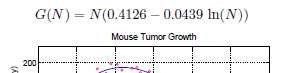 G(N) = N(0.4126 − 0.0439 ln(N))
Mouse Tumor Growth
200